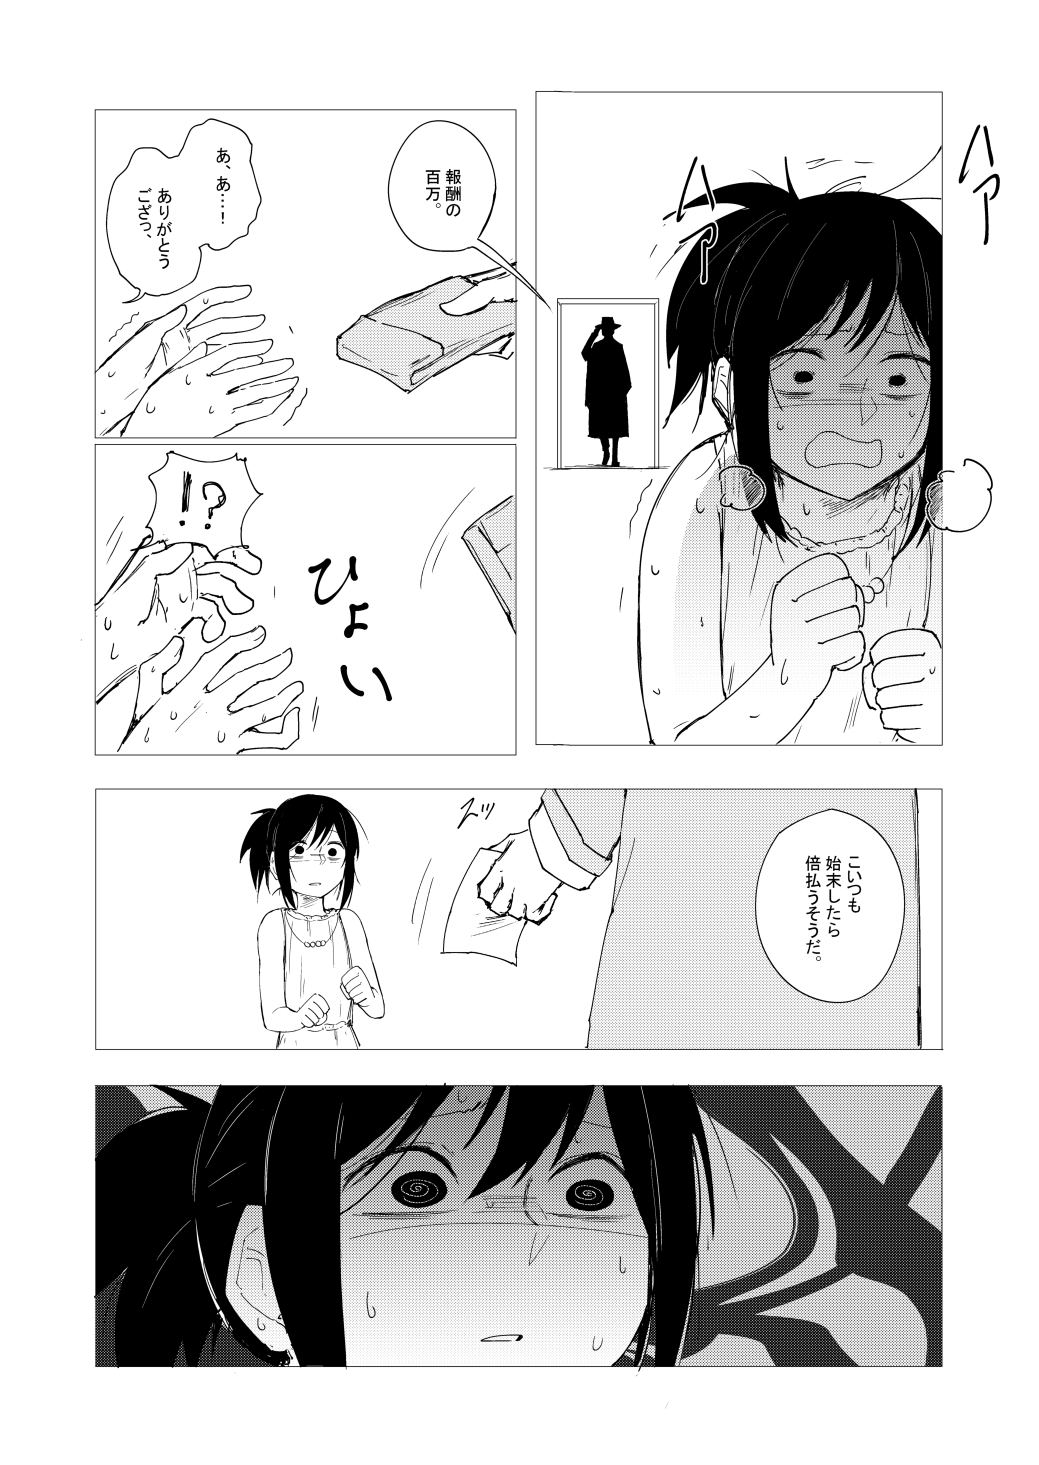 ハァ
ハァ
報酬の
百万。
あ、あ…！
ありがとう
ござっ、
！？
ひょい
スッ
こいつも
始末したら
倍払うそうだ。